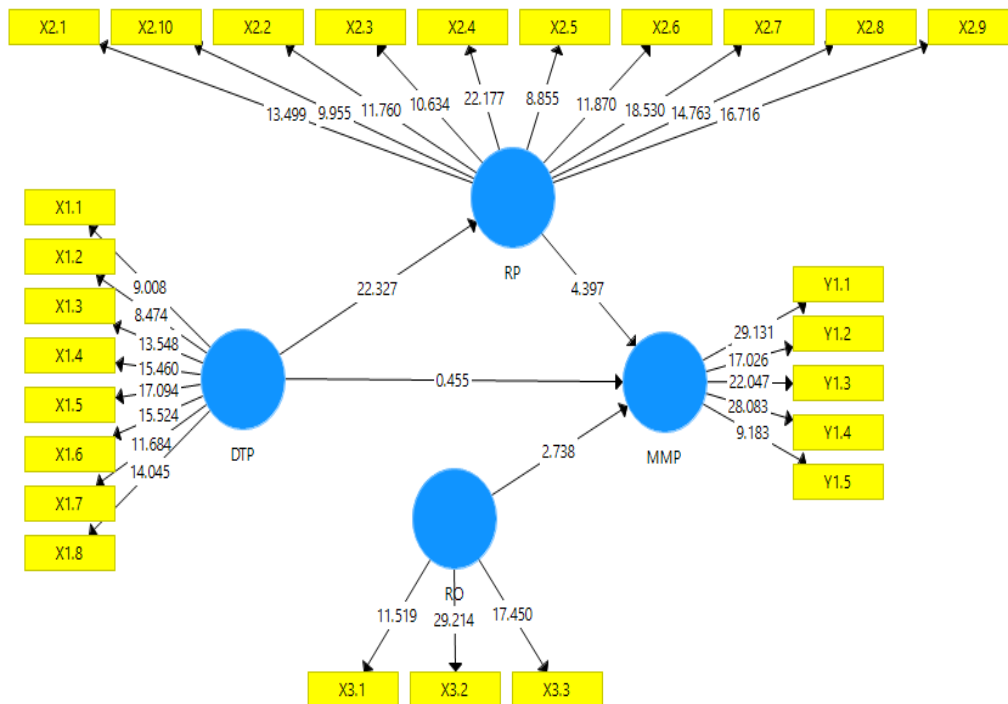 X2.1 X2.10 X2.2 X2.3 X2.4 X2.5 X2.6 X2.7 X2.8 X2.9
13.499 9.955 11.760 10.634 22.177 8.855 11.870 18.530 14.763 16.716
X1.1
X1.2
X1.3
X1.4
X1.5
X1.6
X1.7
X1.8
9.008
8.474
13.548
15.460
17.094
15.524
11.684
14.045
DTP
22.327
RP
4.397
0.455
2.738
MMP
RO
29.131
17.026
22.047
28.083
9.183
Y1.1
Y1.2
Y1.3
Y1.4
Y1.5
11.519 29.214 17.450
X3.1 X3.2 X3.3